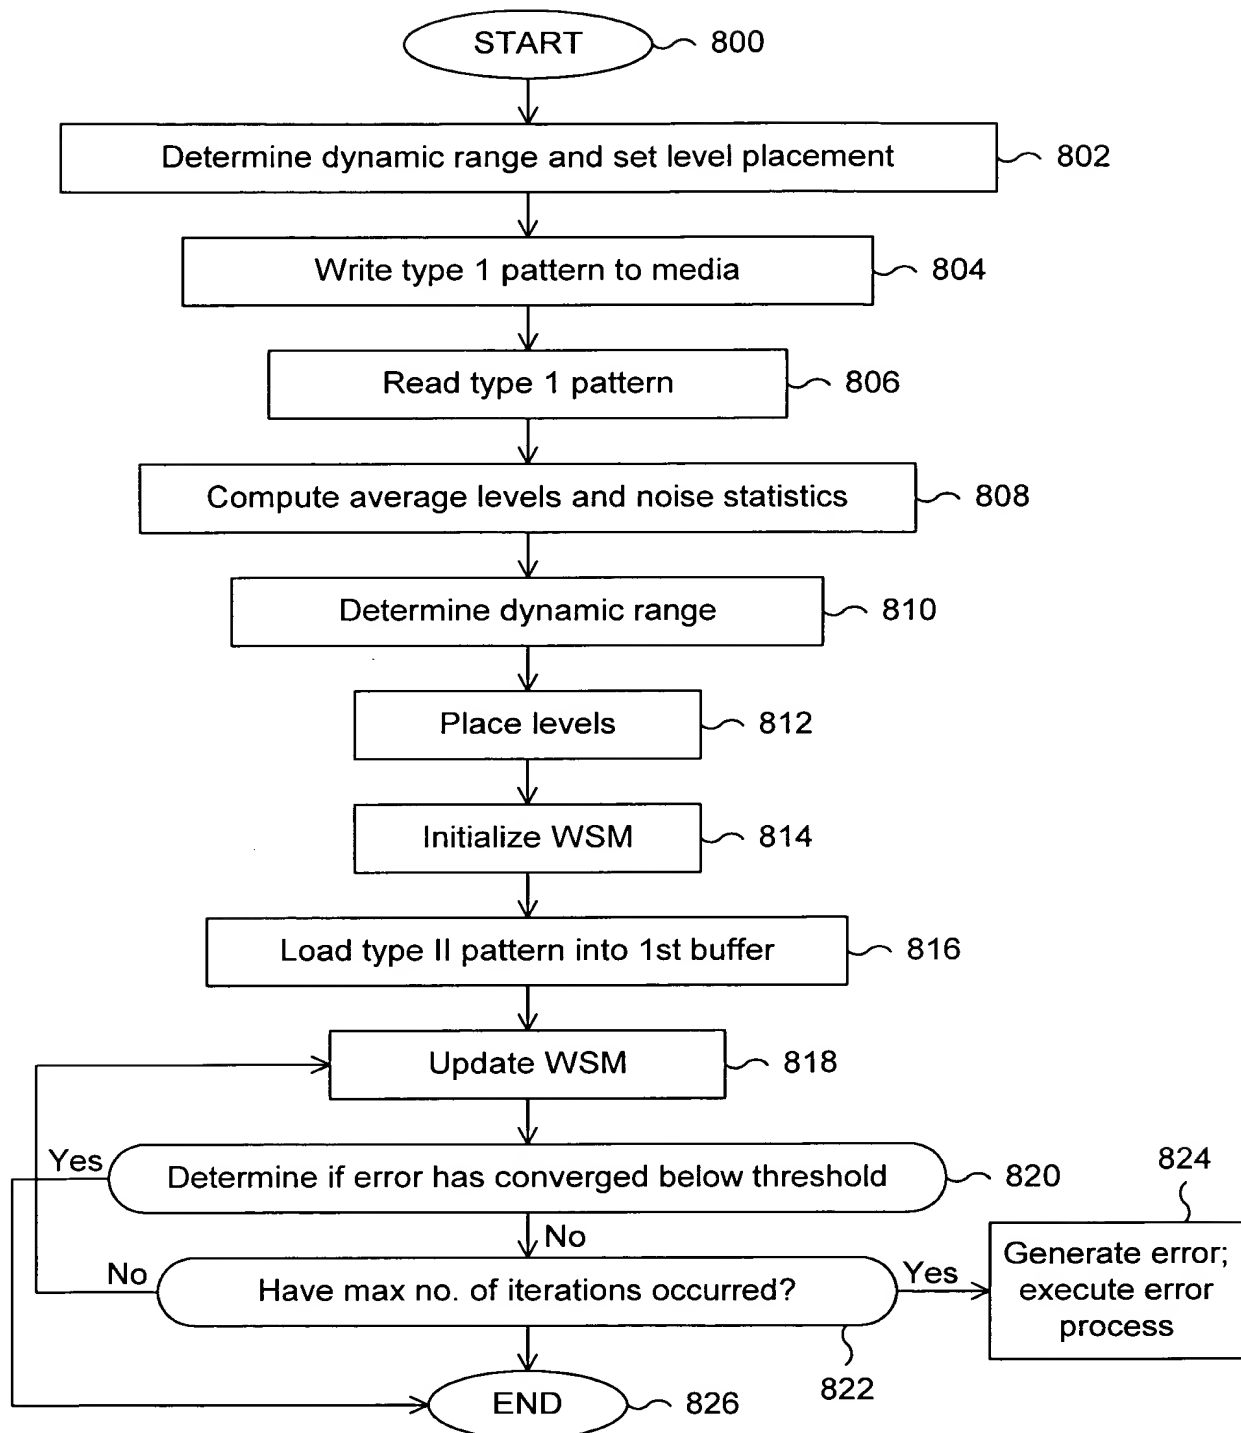 START 800
Determine dynamic range and set level placement 802
Write type 1 pattern to media 804
Read type 1 pattern 806
Compute average levels and noise statistics 808
Determine dynamic range 810
Place levels 812
Initialize WSM 814
Load type II pattern into 1st buffer 816
Update WSM 818
Yes
Determine if error has converged below threshold 820
No
No
Have max no. of iterations occurred?
Yes
822
824
Generate error;
execute error
process
END 826